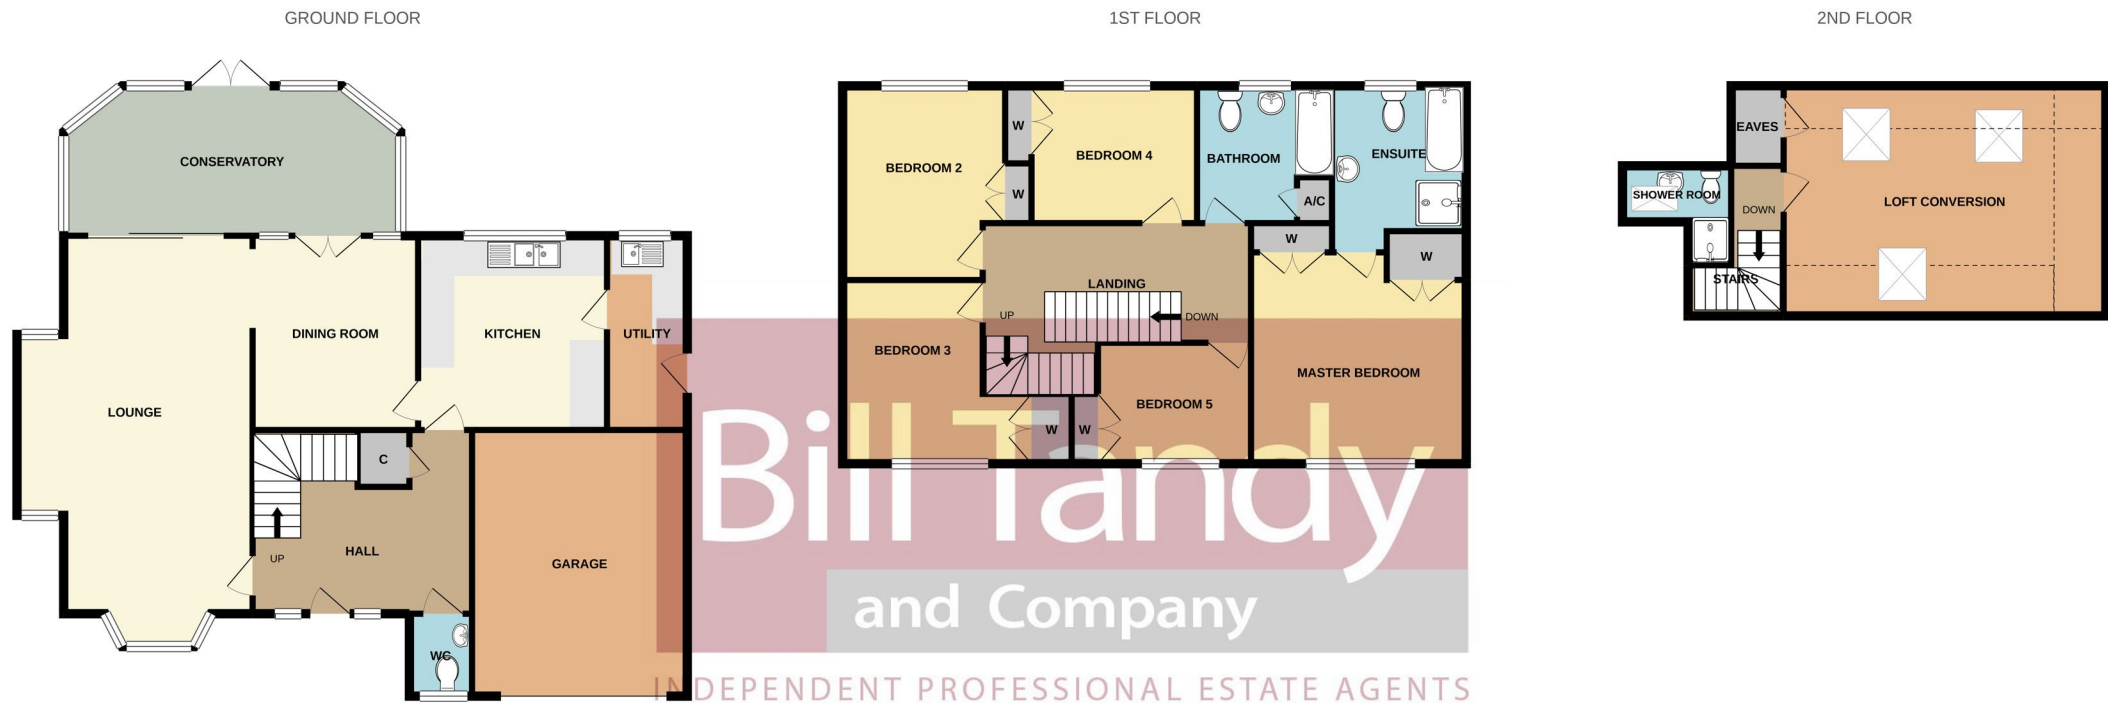 GROUND FLOOR
1ST FLOOR
2ND FLOOR
CONSERVATORY
LOUNGE
DINING ROOM
KITCHEN
UTILITY
C
UP
HALL
GARAGE
WC
BEDROOM 2
W
W
BEDROOM 4
BATHROOM
A/C
ENSUITE
W
W
LANDING
UP
DOWN
BEDROOM 3
W
W
BEDROOM 5
MASTER BEDROOM
EAVES
SHOWER ROOM
DOWN
STAIRS
LOFT CONVERSION
Bill Tandy
and Company
INDEPENDENT PROFESSIONAL ESTATE AGENTS